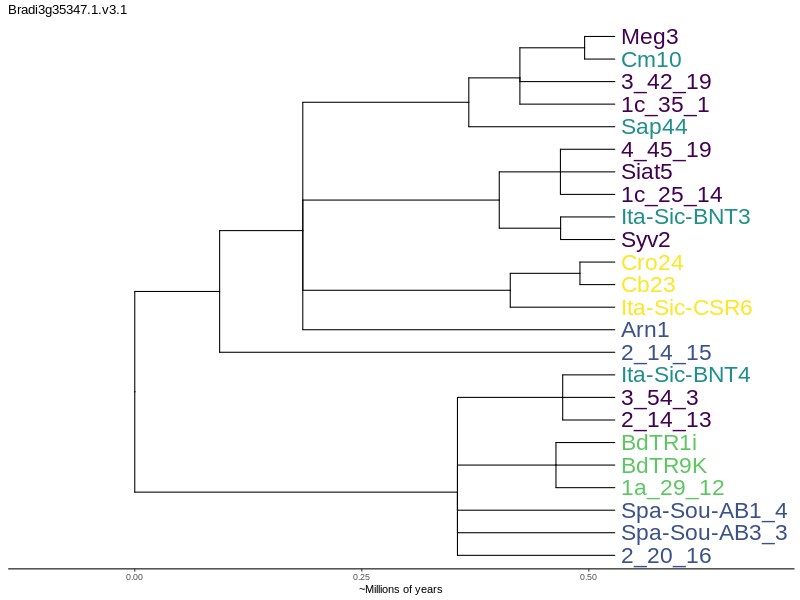 Bradi3g35347.1.v3.1
Meg3
Cm10
3_42_19
1c_35_1
Sap44
4_45_19
Siat5
1c_25_14
Ita-Sic-BNT3
Syv2
Cro24
Cb23
Ita-Sic-CSR6
Arn1
2_14_15
Ita-Sic-BNT4
3_54_3
2_14_13
BdTR1i
BdTR9K
1a_29_12
Spa-Sou-AB1_4
Spa-Sou-AB3_3
2_20_16
0.00 0.25 0.50
~Millions of years